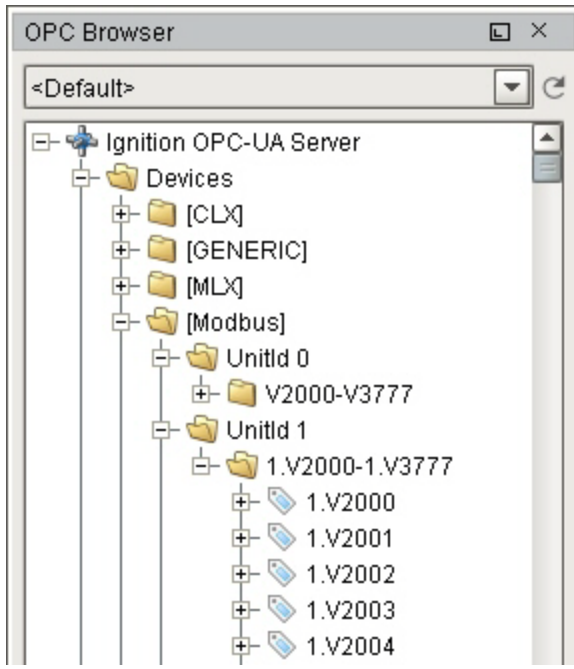 OPC Browser
<Default>
Ignition OPC-UA Server
Devices
[CLX]
[GENERIC]
[MLX]
[Modbus]
UnitId 0
V2000-V3777
UnitId 1
1.V2000-1.V3777
1.V2000
1.V2001
1.V2002
1.V2003
1.V2004